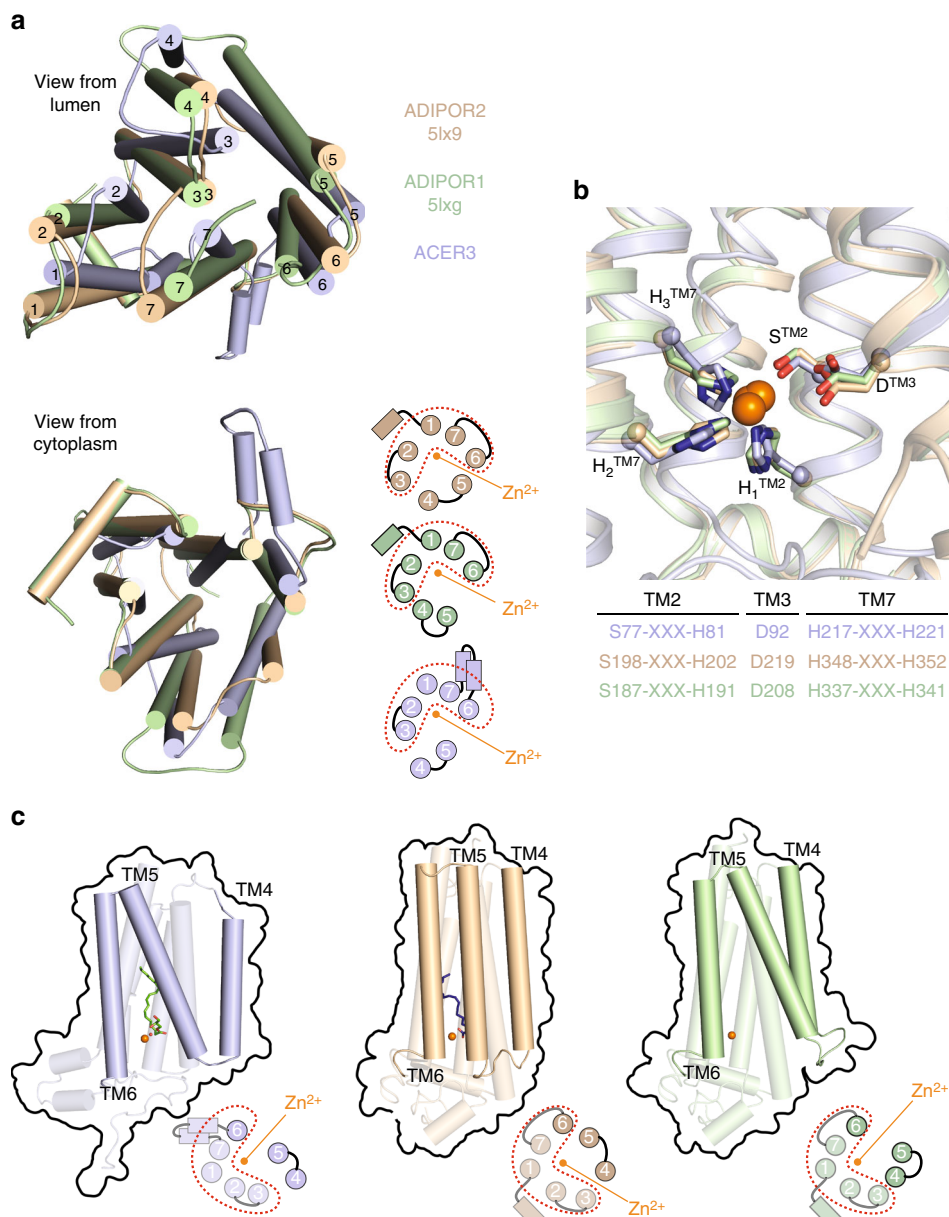 a
View from
lumen
4
4
4
3
3
3
2
2
2
1
1
7
7
7
5
5
5
6
6
6
ADIPOR2
5lx9
ADIPOR1
5lxg
ACER3
View from
cytoplasm
1
7
2
6
3
5
4
Zn2+
1
7
2
6
3
4
5
Zn2+
1
7
2
6
3
5
4
Zn2+
b
H3TM7
STM2
DTM3
H2TM7
H1TM2
TM2 TM3 TM7
S77-XXX-H81 D92 H217-XXX-H221
S198-XXX-H202 D219 H348-XXX-H352
S187-XXX-H191 D208 H337-XXX-H341
c
TM5
TM4
TM6
Zn2+
6
7
1
2
3
5
4
TM5
TM4
TM6
Zn2+
6
7
5
1
4
2
3
TM5
TM4
TM6
Zn2+
6
7
1
5
2
3
4